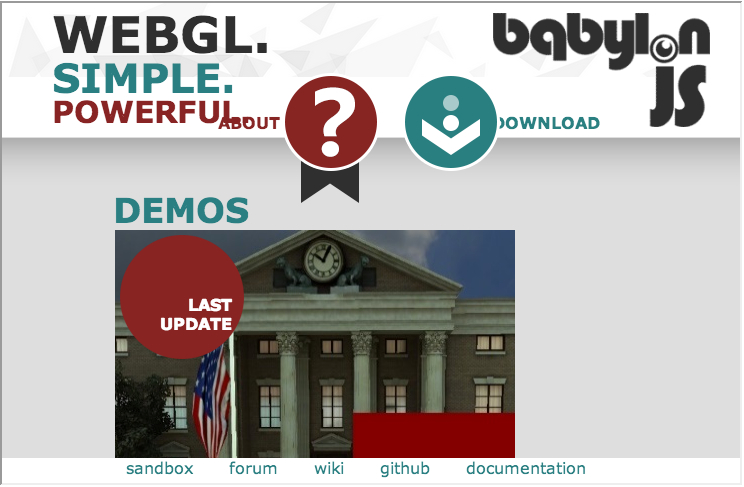 WEBGL.
SIMPLE.
POWERFUL.
babylon
JS
ABOUT
?
DOWNLOAD
DEMOS
LAST
UPDATE
sandbox forum wiki github documentation